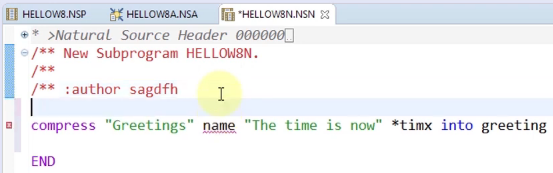 HELLOW8.NSP HELLOW8A.NSA *HELLOW8N.NSN
* >Natural Source Header 000000
/** New Subprogram HELLOW8N.
/**
/** :author sagdfh
compress "Greetings" name "The time is now" *timx into greeting
END